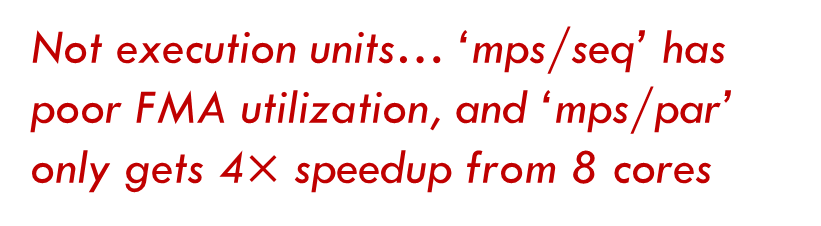 Not execution units… ‘mps/seq’ has
poor FMA utilization, and ‘mps/par’
only gets 4× speedup from 8 cores